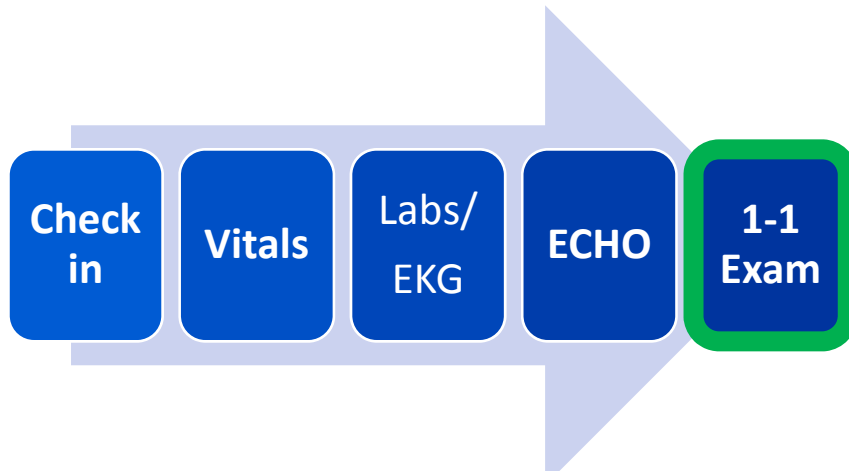 Check
in
Vitals
Labs/
EKG
ECHO
1-1
Exam